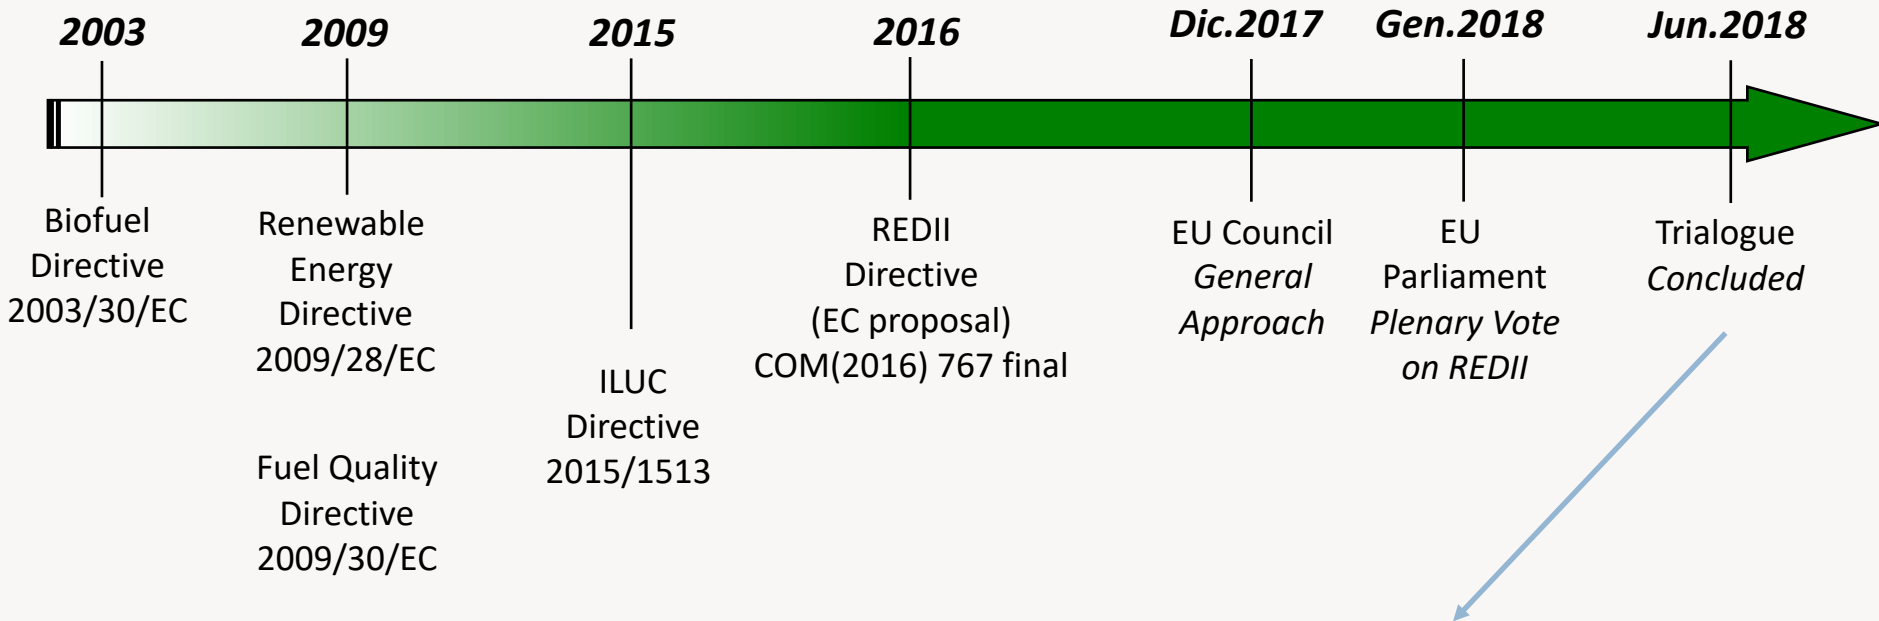 2003
2009
2015
2016
Dic.2017
Gen.2018
Jun.2018
Biofuel
Directive
2003/30/EC
Renewable
Energy
Directive
2009/28/EC
Fuel Quality
Directive
2009/30/EC
ILUC
Directive
2015/1513
REDII
Directive
(EC proposal)
COM(2016) 767 final
EU Council
General
Approach
EU
Parliament
Plenary Vote
on REDII
Trialogue
Concluded